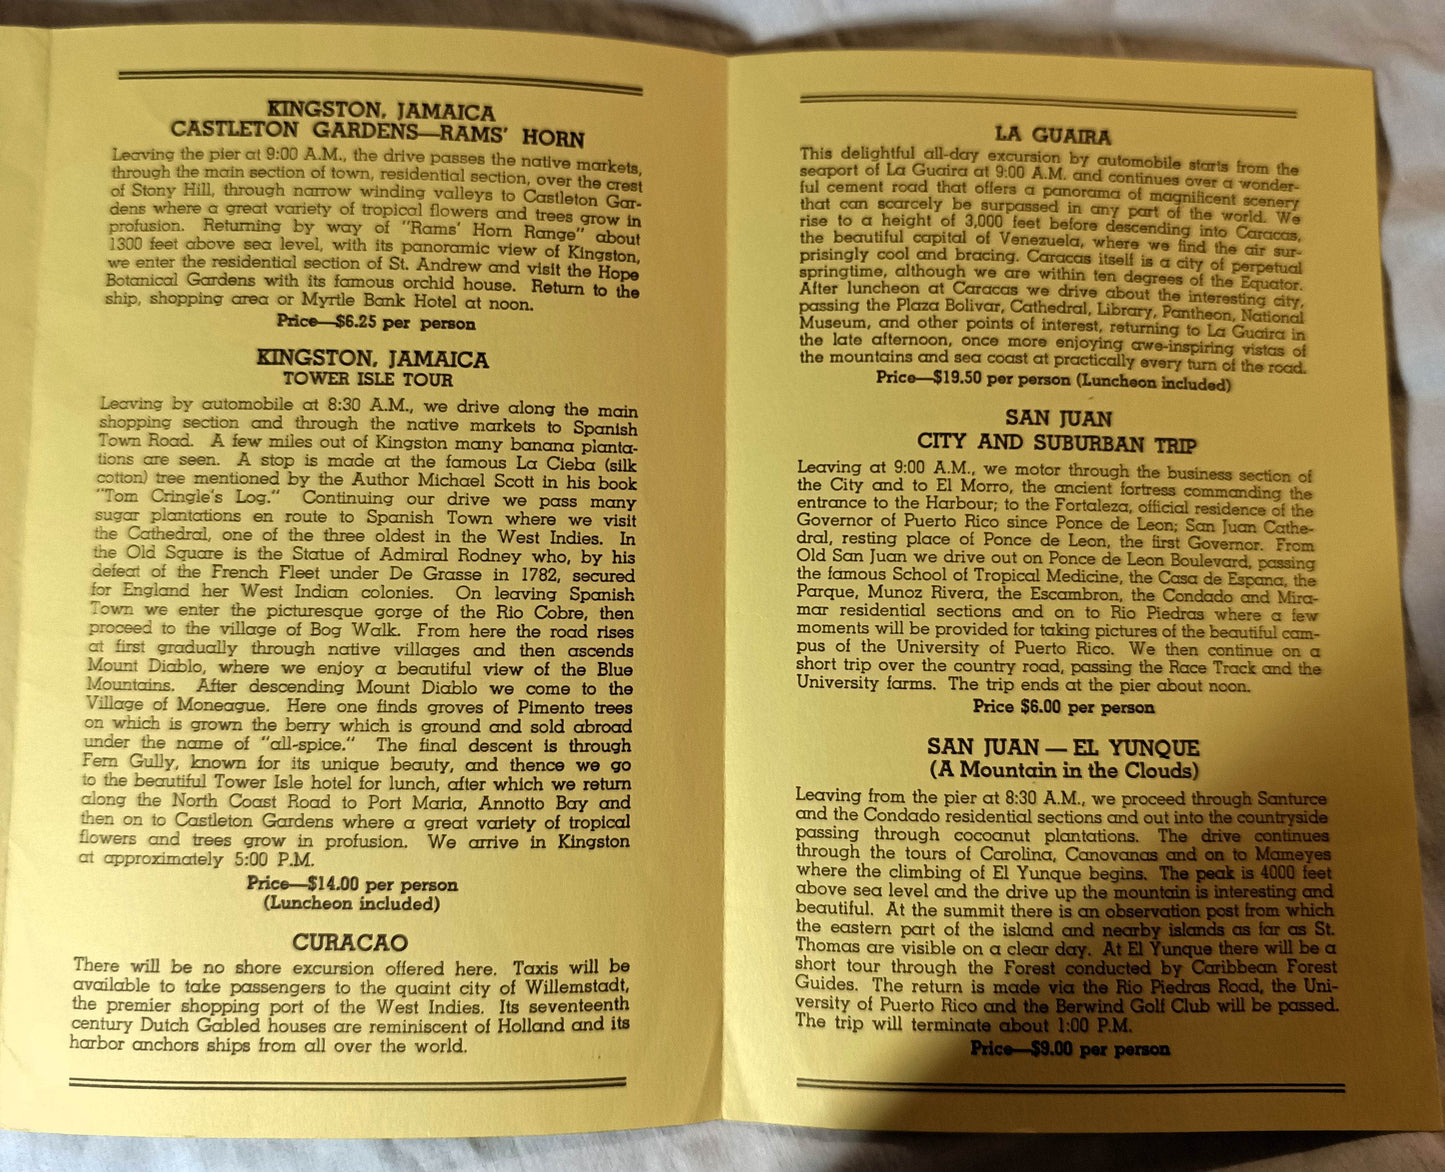 KINGSTON, JAMAICA
CASTLETON GARDENS—RAMS' HORN
Leaving the pier at 9:00 A.M., the drive passes the native markets,
through the main section of town, residential section, over the crest
of Stony Hill, through narrow winding valleys to Castleton Gar-
dens where a great variety of tropical flowers and trees grow in
profusion. Returning by way of "Rams' Horn Range" about
1300 feet above sea level, with its panoramic view of Kingston,
we enter the residential section of St. Andrew and visit the Hope
Botanical Gardens with its famous orchid house. Return to the
ship, shopping area or Myrtle Bank Hotel at noon.
Price—$6.25 per person
KINGSTON, JAMAICA
TOWER ISLE TOUR
Leaving by automobile at 8:30 A.M., we drive along the main
shopping section and through the native markets to Spanish
Town Road. A few miles out of Kingston many banana planta-
tions are seen. A stop is made at the famous La Cieba (silk
cotton) tree mentioned by the Author Michael Scott in his book
"Tom Cringle's Log." Continuing our drive we pass many
sugar plantations en route to Spanish Town where we visit
the Cathedral, one of the three oldest in the West Indies. In
the Old Square is the Statue of Admiral Rodney who, by his
defeat of the French Fleet under De Grasse in 1782, secured
for England her West Indian colonies. On leaving Spanish
Town we enter the picturesque gorge of the Rio Cobre, then
proceed to the village of Bog Walk. From here the road rises
at first gradually through native villages and then ascends
Mount Diablo, where we enjoy a beautiful view of the Blue
Mountains. After descending Mount Diablo we come to the
Village of Moneague. Here one finds groves of Pimento trees
on which is grown the berry which is ground and sold abroad
under the name of "all-spice." The final descent is through
Fern Gully, known for its unique beauty, and thence we go
to the beautiful Tower Isle hotel for lunch, after which we return
along the North Coast Road to Port Maria, Annotto Bay and
then on to Castleton Gardens where a great variety of tropical
flowers and trees grow in profusion. We arrive in Kingston
at approximately 5:00 P.M.
Price—$14.00 per person
(Luncheon included)
CURACAO
There will be no shore excursion offered here. Taxis will be
available to take passengers to the quaint city of Willemstadt,
the premier shopping port of the West Indies. Its seventeenth
century Dutch Gabled houses are reminiscent of Holland and its
harbor anchors ships from all over the world.
LA GUAIRA
This delightful all-day excursion by automobile starts from the
seaport of La Guaira at 9:00 A.M. and continues over a wonder-
ful cement road that offers a panorama of magnificent scenery
that can scarcely be surpassed in any part of the world. We
rise to a height of 3,000 feet before descending into Caracas,
the beautiful capital of Venezuela, where we find the air sur-
prisingly cool and bracing. Caracas itself is a city of perpetual
springtime, although we are within ten degrees of the Equator.
After luncheon at Caracas we drive about the interesting city,
passing the Plaza Bolivar, Cathedral, Library, Pantheon, National
Museum, and other points of interest, returning to La Guaira in
the late afternoon, once more enjoying awe-inspiring vistas of
the mountains and sea coast at practically every turn of the road.
Price—$19.50 per person (Luncheon included)
SAN JUAN
CITY AND SUBURBAN TRIP
Leaving at 9:00 A.M., we motor through the business section of
the City and to El Morro, the ancient fortress commanding the
entrance to the Harbour; to the Fortaleza, official residence of the
Governor of Puerto Rico since Ponce de Leon; San Juan Cathe-
dral, resting place of Ponce de Leon, the first Governor. From
Old San Juan we drive out on Ponce de Leon Boulevard, passing
the famous School of Tropical Medicine, the Casa de Espana, the
Parque, Munoz Rivera, the Escambron, the Condado and Mira-
mar residential sections and on to Rio Piedras where a few
moments will be provided for taking pictures of the beautiful cam-
pus of the University of Puerto Rico. We then continue on a
short trip over the country road, passing the Race Track and the
University farms. The trip ends at the pier about noon.
Price $6.00 per person
SAN JUAN — EL YUNQUE
(A Mountain in the Clouds)
Leaving from the pier at 8:30 A.M., we proceed through Santurce
and the Condado residential sections and out into the countryside
passing through cocoanut plantations. The drive continues
through the tours of Carolina, Canovanas and on to Mameyes
where the climbing of El Yunque begins. The peak is 4000 feet
above sea level and the drive up the mountain is interesting and
beautiful. At the summit there is an observation post from which
the eastern part of the island and nearby islands as far as St.
Thomas are visible on a clear day. At El Yunque there will be a
short tour through the Forest conducted by Caribbean Forest
Guides. The return is made via the Rio Piedras Road, the Uni-
versity of Puerto Rico and the Berwind Golf Club will be passed.
The trip will terminate about 1:00 P.M.
Price—$9.00 per person